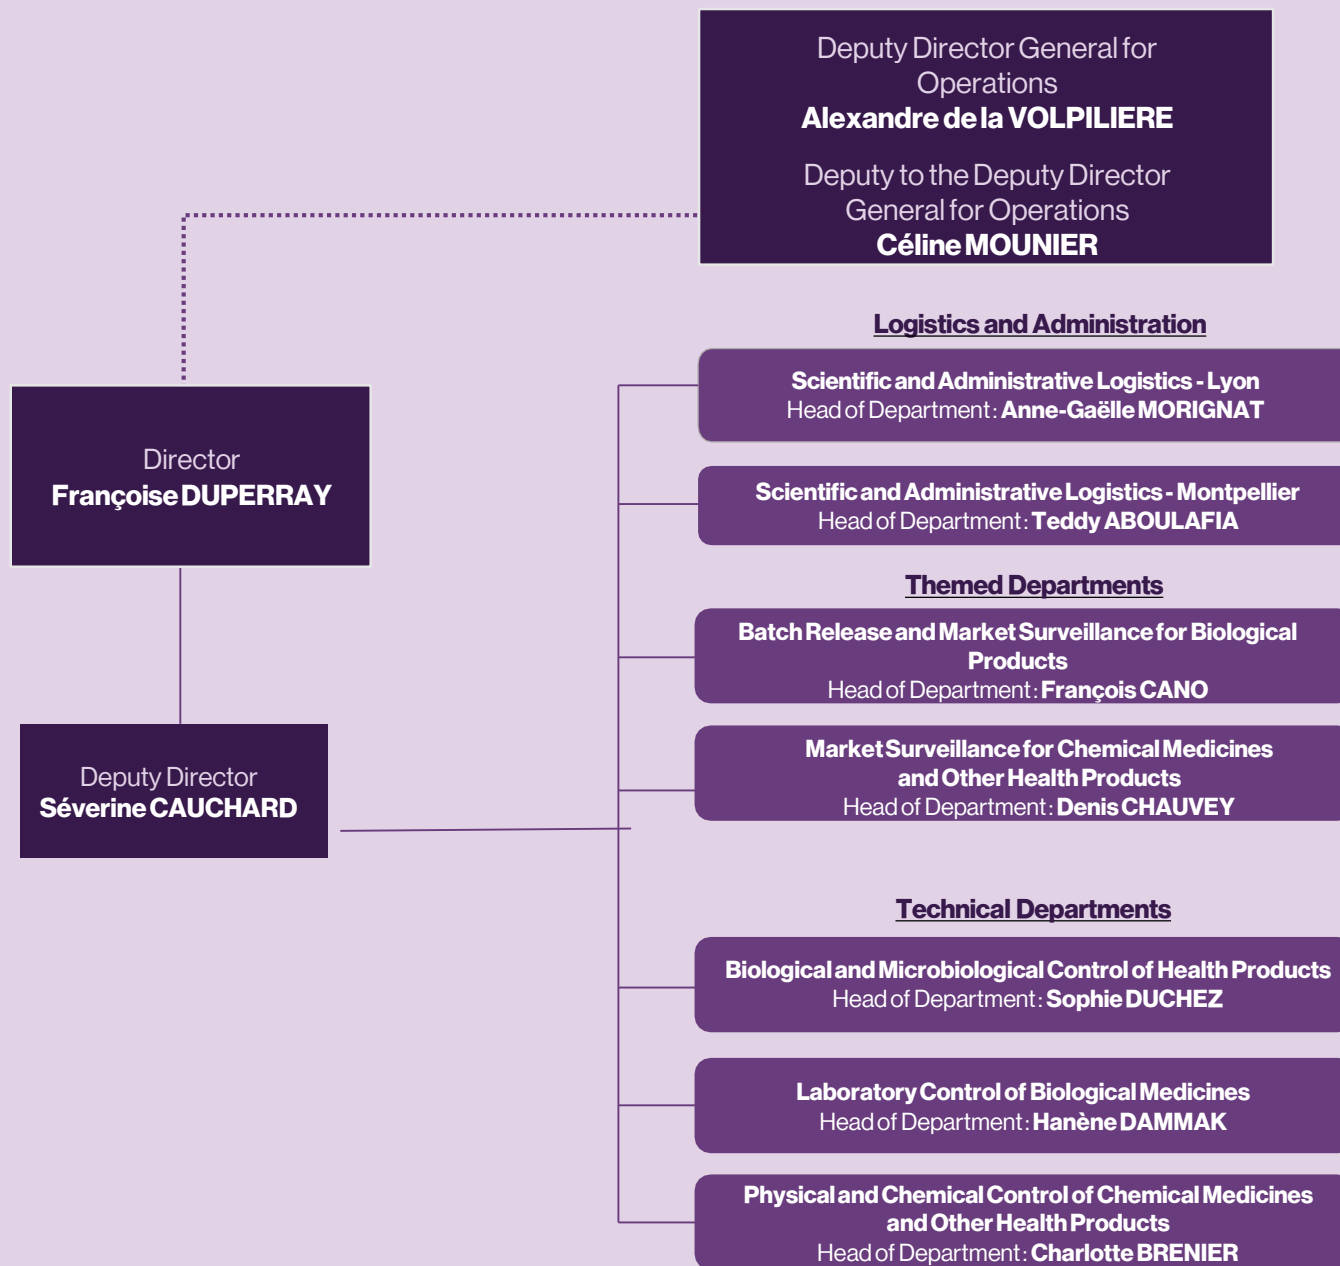 Deputy Director General for
Operations
Alexandre de la VOLPILIERE
Deputy to the Deputy Director
General for Operations
Céline MOUNIER
Director
Françoise DUPERRAY
Deputy Director
Séverine CAUCHARD
Logistics and Administration
Scientific and Administrative Logistics - Lyon
Head of Department : Anne-Gaëlle MORIGNAT
Scientific and Administrative Logistics - Montpellier
Head of Department : Teddy ABOULAFIA
Themed Departments
Batch Release and Market Surveillance for Biological
Products
Head of Department : François CANO
Market Surveillance for Chemical Medicines
and Other Health Products
Head of Department : Denis CHAUVEY
Technical Departments
Biological and Microbiological Control of Health Products
Head of Department : Sophie DUCHEZ
Laboratory Control of Biological Medicines
Head of Department : Hanène DAMMAK
Physical and Chemical Control of Chemical Medicines
and Other Health Products
Head of Department : Charlotte BRENIER